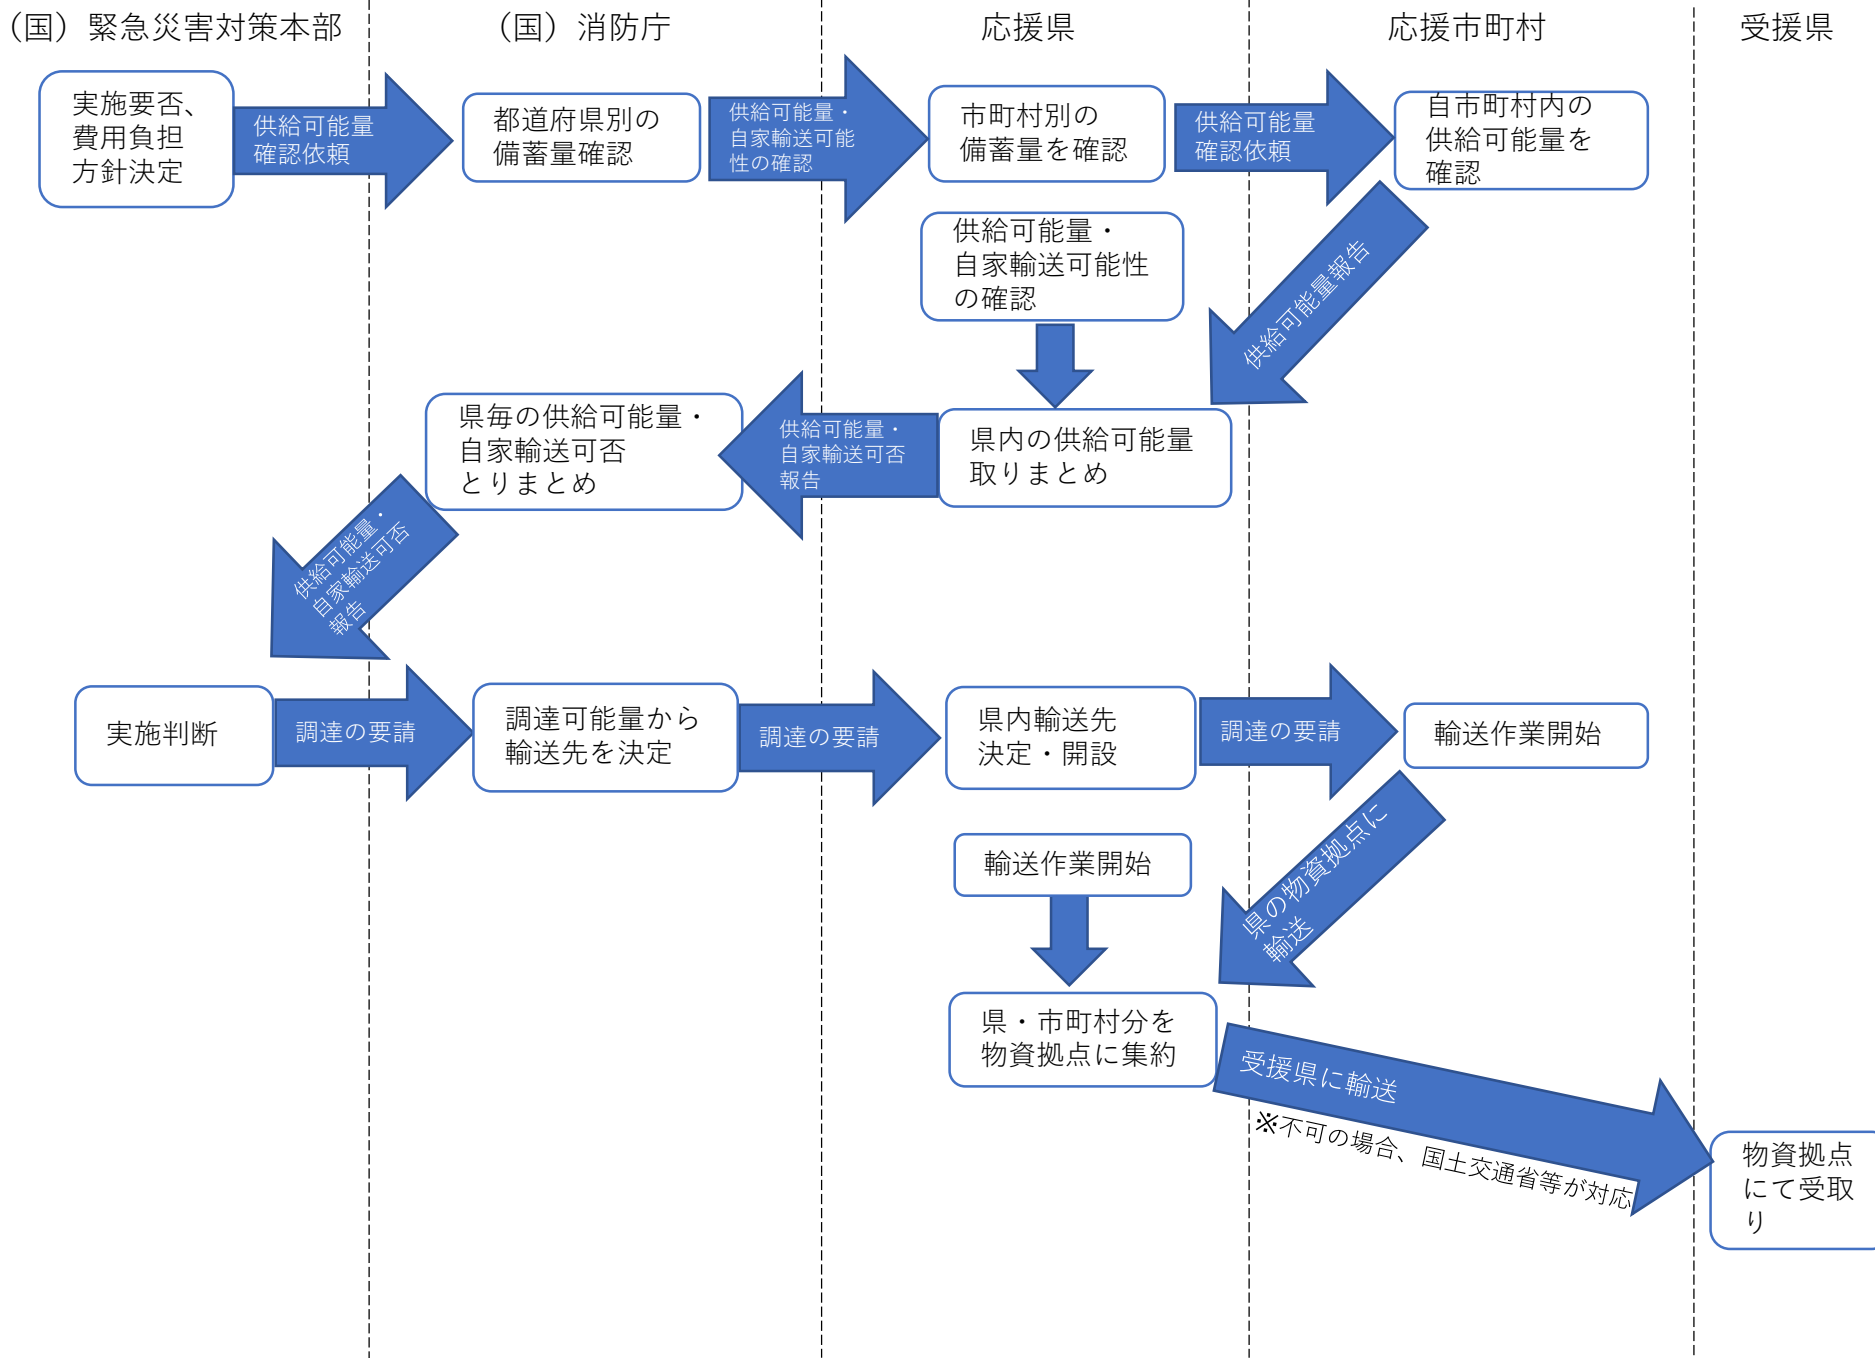 （国）緊急災害対策本部
（国）消防庁
応援県
応援市町村
受援県
実施要否、
費用負担
方針決定
供給可能量
確認依頼
都道府県別の
備蓄量確認
供給可能量・
自家輸送可能
性の確認
市町村別の
備蓄量を確認
供給可能量
確認依頼
自市町村内の
供給可能量を
確認
供給可能量・
自家輸送可能性
の確認
供給可能量報告
県内の供給可能量
取りまとめ
供給可能量・
自家輸送可否
報告
県毎の供給可能量・
自家輸送可否
とりまとめ
供給可能量・
自家輸送可否
報告
実施判断
調達の要請
調達可能量から
輸送先を決定
調達の要請
県内輸送先
決定・開設
調達の要請
輸送作業開始
県の物資拠点に
輸送
輸送作業開始
県・市町村分を
物資拠点に集約
受援県に輸送
※不可の場合、国土交通省等が対応
物資拠点
にて受取
り